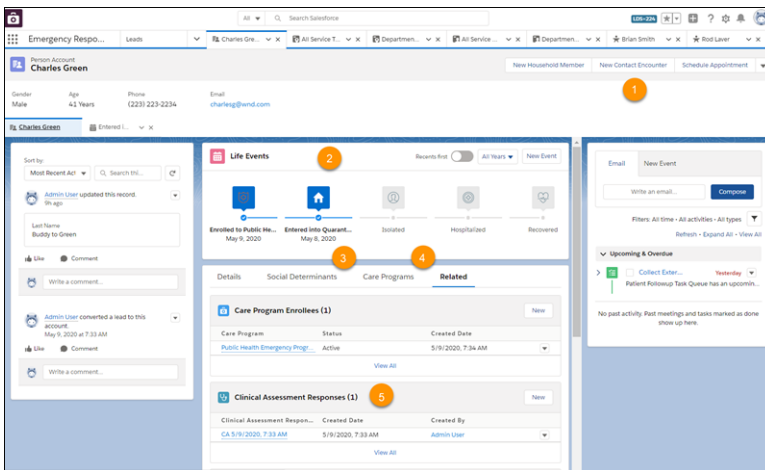 All
Search Salesforce
LDS-224
Emergency Respo...
Leads
Charles Gre...
All Service T...
Departmen...
All Service ...
Departmen...
Brian Smith
Rod Laver
Person Account
Charles Green
New Household Member
New Contact Encounter
Schedule Appointment
1
Gender
Age
Phone
Email
Male
41 Years
(223) 223-2234
charlesg@wnd.com
Charles Green
Entered i...
Sort by:
Most Recent Act
Search thi...
Admin User updated this record.
9h ago
Last Name
Buddy to Green
Like
Comment
Write a comment...
Admin User converted a lead to this
account.
May 9, 2020 at 7:33 AM
Like
Comment
Write a comment...
Life Events
2
Recents first
All Years
New Event
Enrolled to Public He...
May 9, 2020
Entered into Quarant...
May 8, 2020
Isolated
Hospitalized
Recovered
3
4
Details
Social Determinants
Care Programs
Related
Care Program Enrollees (1)
New
Care Program
Status
Created Date
Public Health Emergency Progr...
Active
5/9/2020, 7:34 AM
View All
Clinical Assessment Responses (1)
5
New
Clinical Assessment Respon...
Created Date
Created By
CA 5/9/2020, 7:33 AM
5/9/2020, 7:33 AM
Admin User
View All
Email
New Event
Write an email...
Compose
Filters: All time • All activities • All types
Refresh • Expand All • View All
Upcoming & Overdue
Collect Exter...
Yesterday
Patient Followup Task Queue has an upcomin...
No past activity. Past meetings and tasks marked as done
show up here.